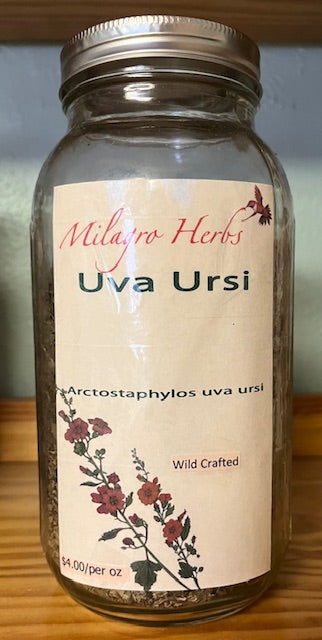 Milagro Herbs
Uva Ursi
Arctostaphylos uva ursi
Wild Crafted
$4.00/per oz